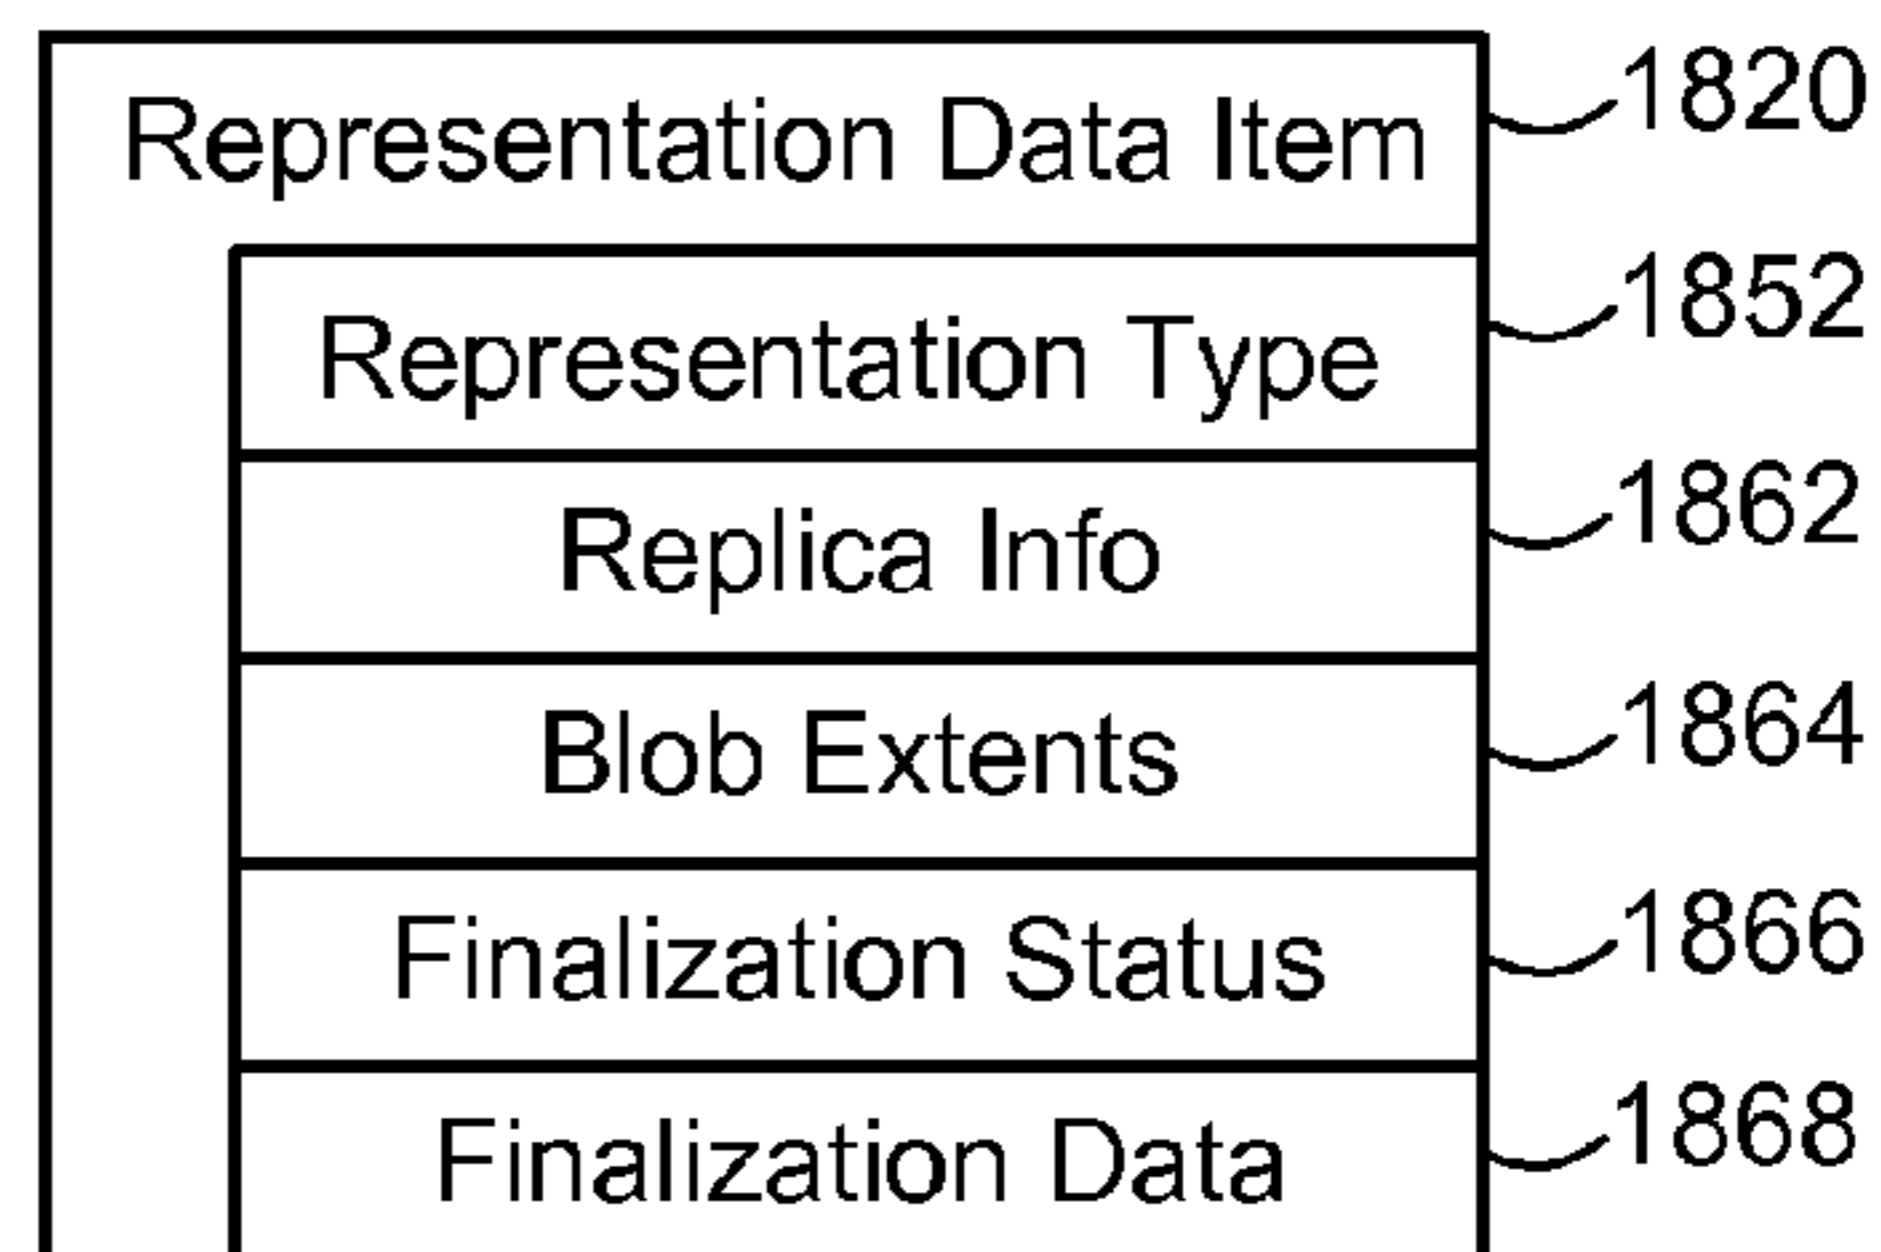 Representation Data Item 1820
Representation Type 1852
Replica Info 1862
Blob Extents 1864
Finalization Status 1866
Finalization Data 1868